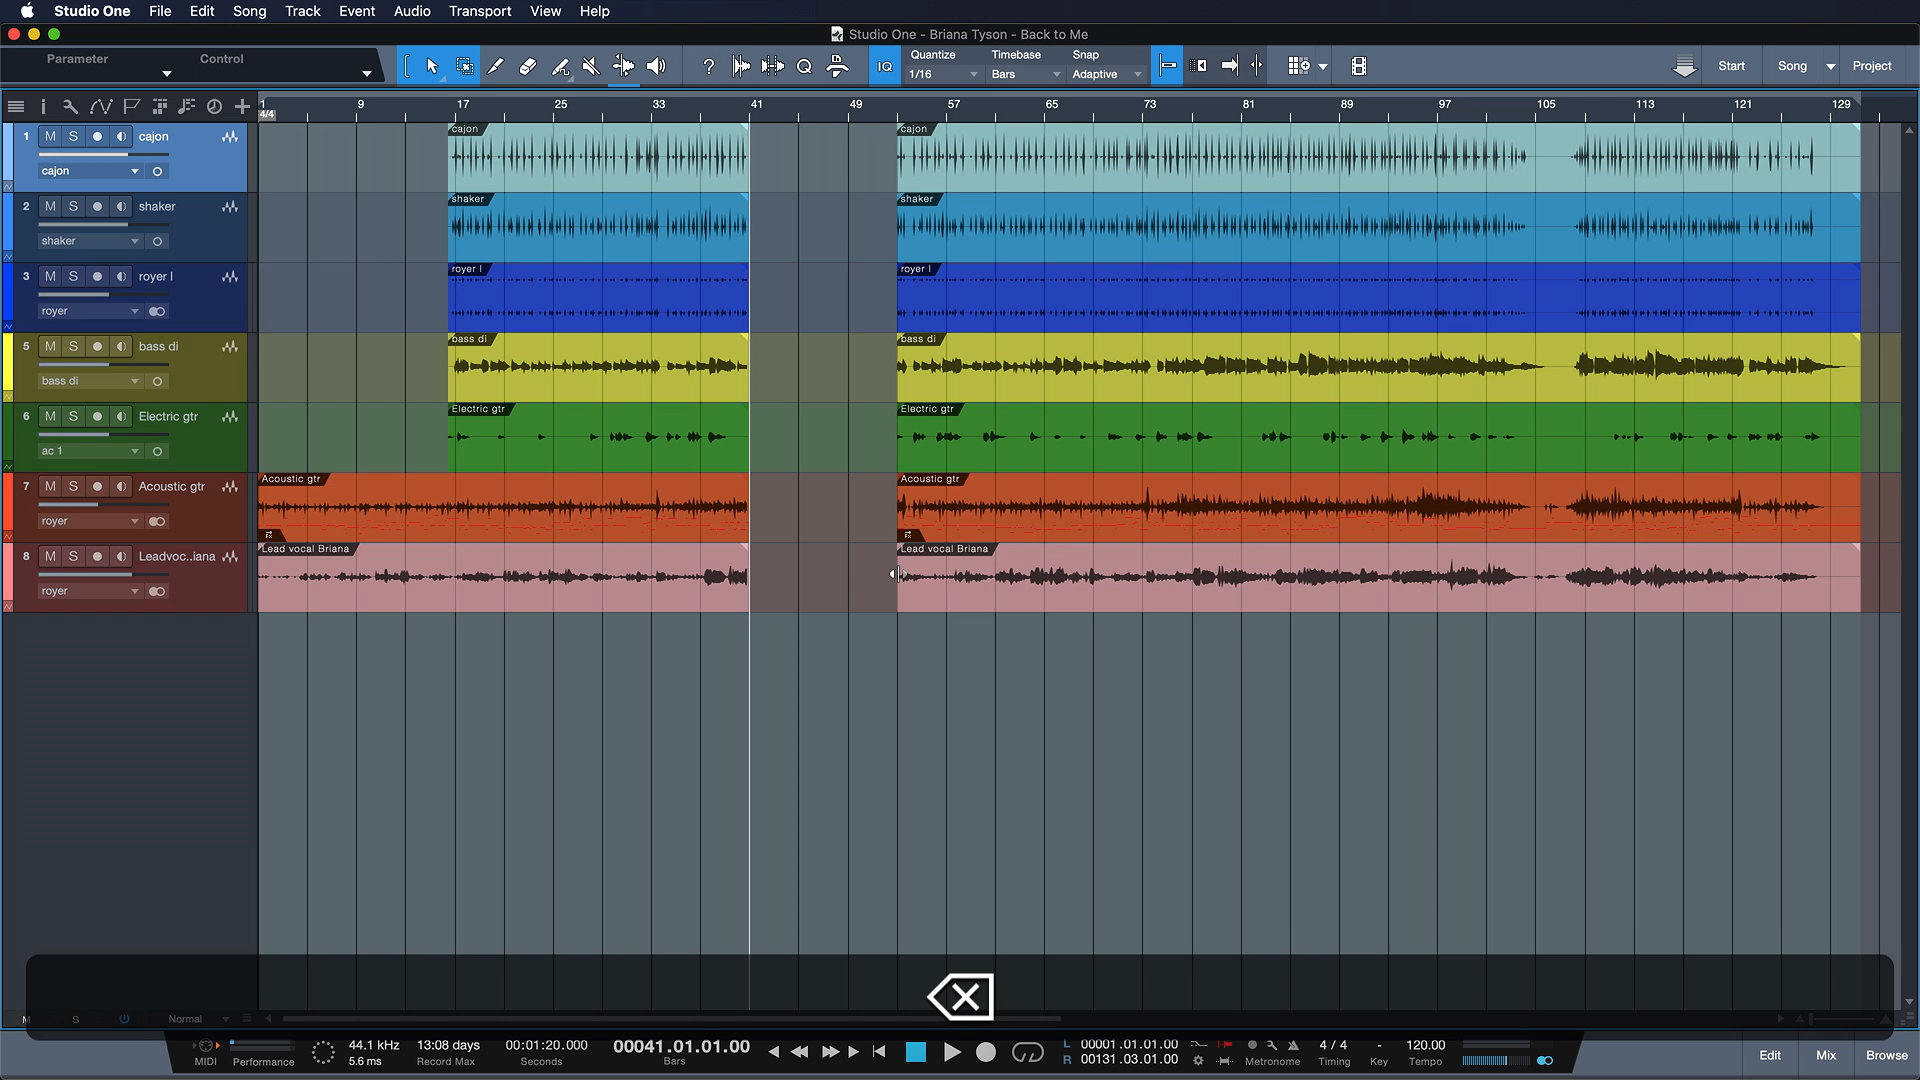 Studio One File Edit Song Track Event Audio Transport View Help
Studio One - Briana Tyson - Back to Me
Parameter Control
Quantize Timebase Snap
IQ 1/16 Bars Adaptive
Start Song Project
1 9 17 25 33 41 49 57 65 73 81 89 97 105 113 121 129
4/4
1 M S cajon
cajon
cajon cajon
2 M S shaker
shaker
shaker shaker
3 M S royer l
royer
royer l royer l
5 M S bass di
bass di
bass di bass di
6 M S Electric gtr
ac 1
Electric gtr Electric gtr
7 M S Acoustic gtr
royer
Acoustic gtr Acoustic gtr
8 M S Leadvoc..iana
royer
Lead vocal Briana Lead vocal Briana
M S Normal
MIDI Performance
44.1 kHz 13:08 days 00:01:20.000 00041.01.01.00
5.6 ms Record Max Seconds Bars
L 00001.01.01.00
R 00131.03.01.00
4 / 4 - 120.00
Metronome Timing Key Tempo
Edit Mix Browse